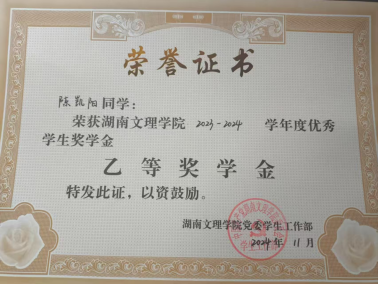 荣誉证书
陈凯阳同学：
荣获湖南文理学院 2023-2024 学年度优秀
学生奖学金
乙等奖学金
特发此证，以资鼓励。
湖南文理学院党委学生工作部
2024年11月